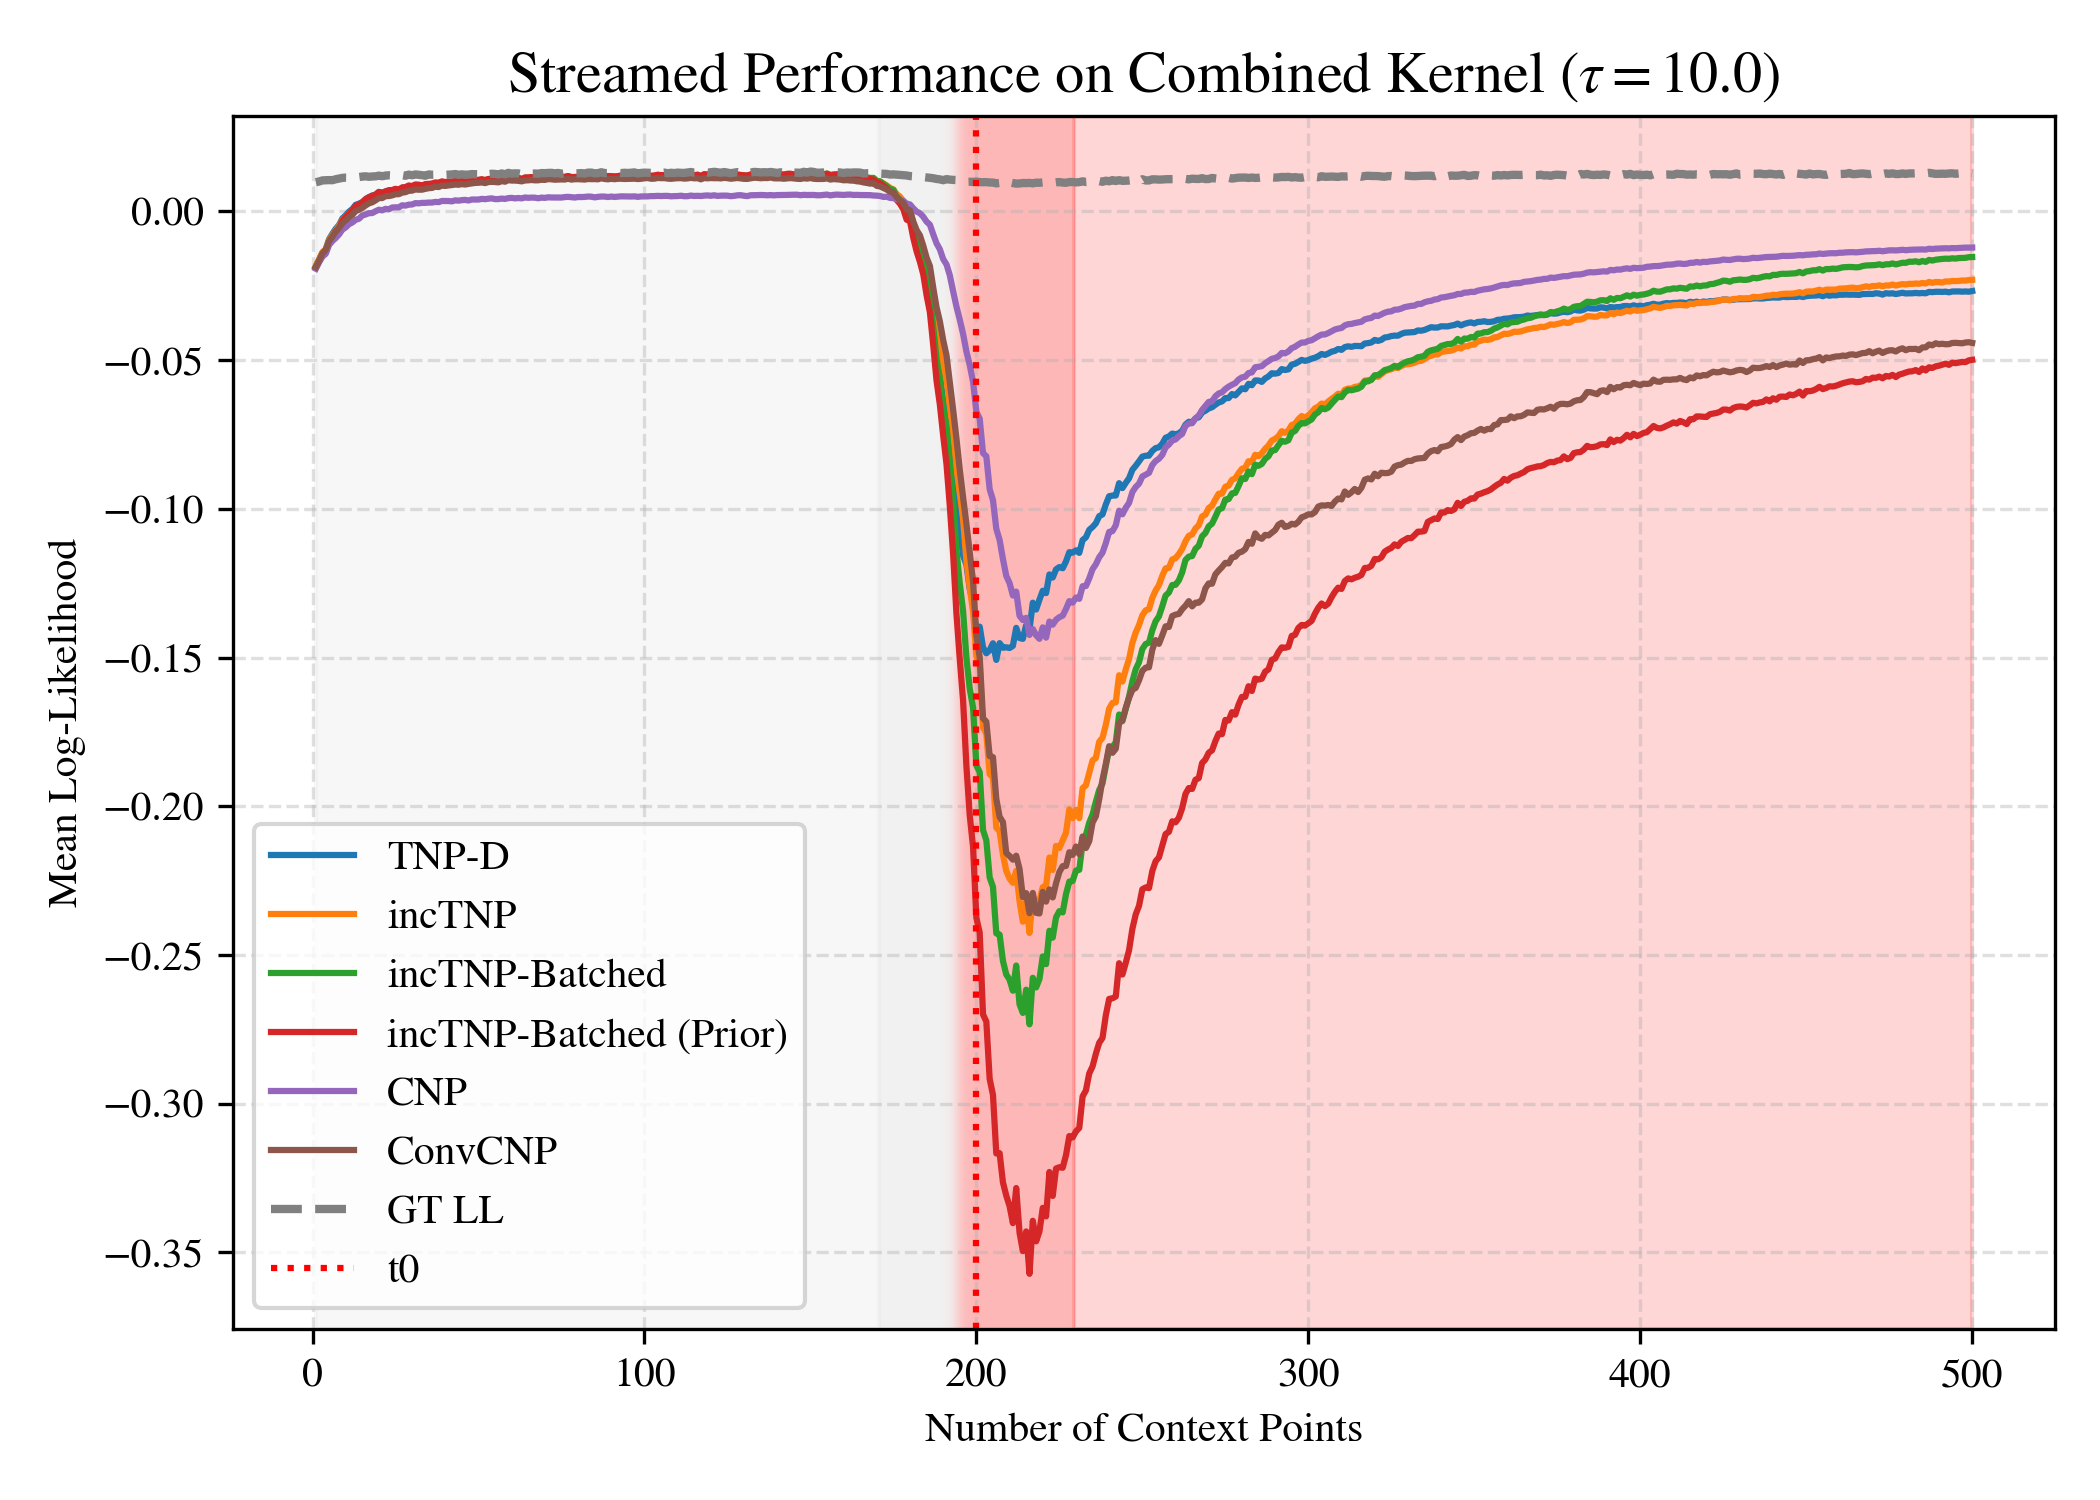 Streamed Performance on Combined Kernel (τ = 10.0)
Mean Log-Likelihood
0.00
−0.05
−0.10
−0.15
−0.20
−0.25
−0.30
−0.35
TNP-D
incTNP
incTNP-Batched
incTNP-Batched (Prior)
CNP
ConvCNP
GT LL
t0
0 100 200 300 400 500
Number of Context Points